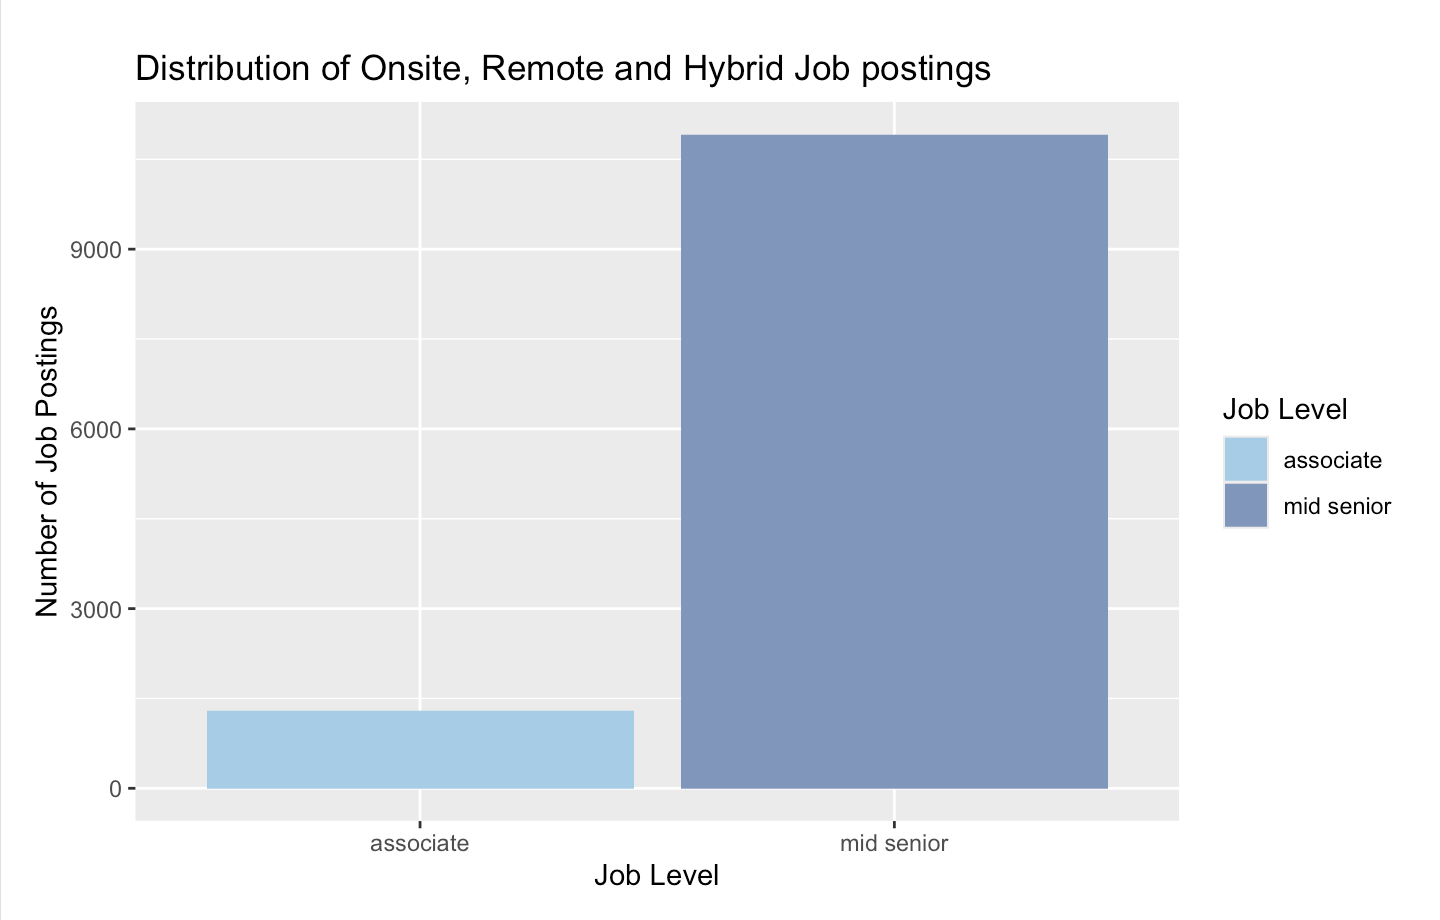 Distribution of Onsite, Remote and Hybrid Job postings
Number of Job Postings
9000
6000
3000
0
associate
mid senior
Job Level
Job Level
associate
mid senior